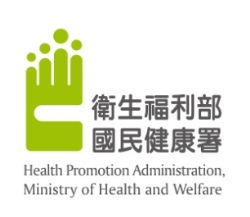 衛生福利部
國民健康署
Health Promotion Administration,
Ministry of Health and Welfare